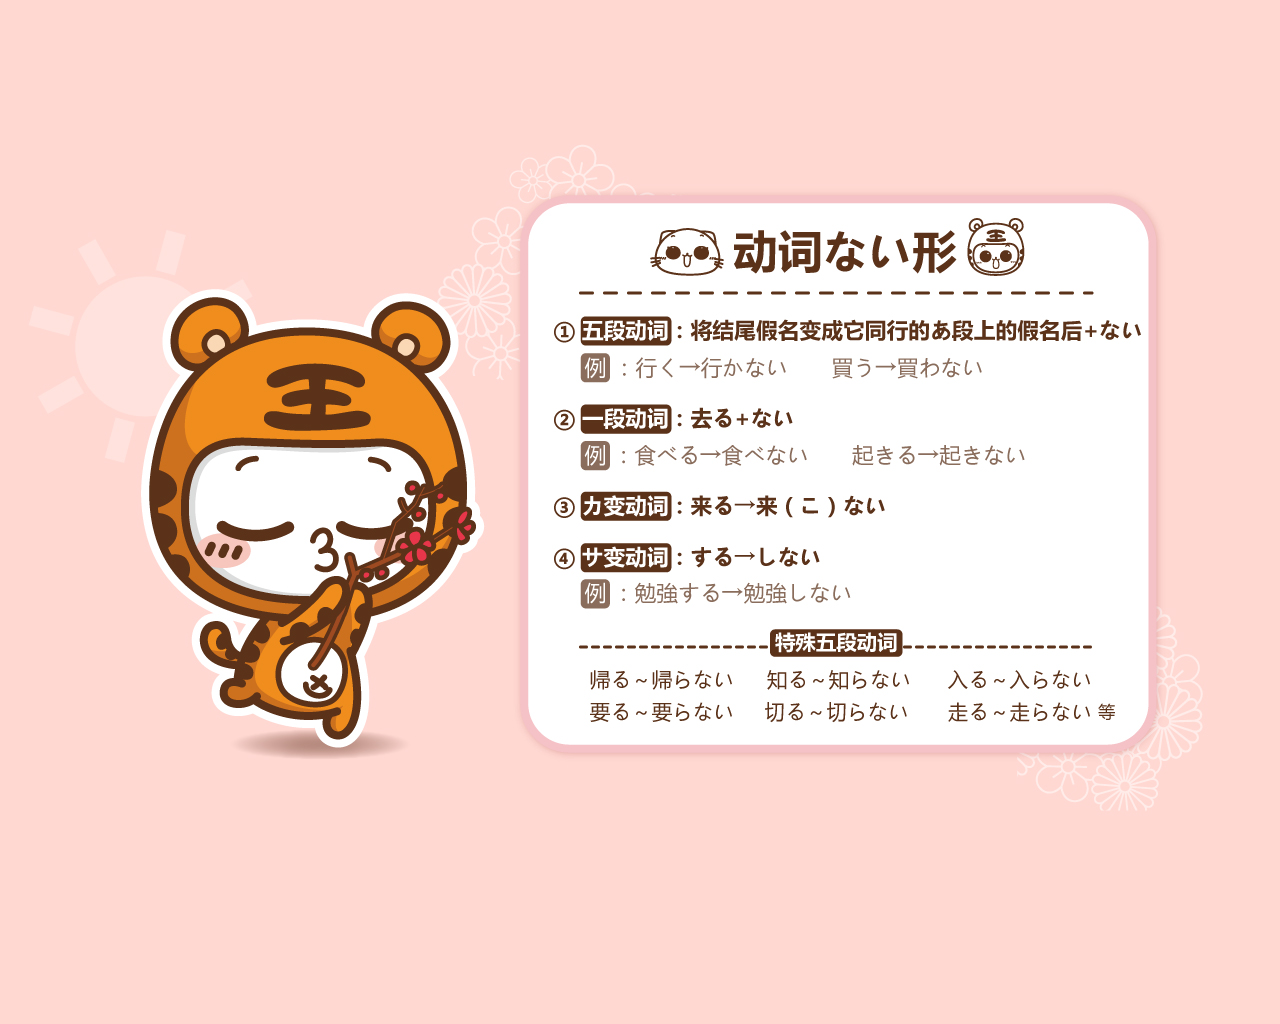 动词ない形
① 五段动词：将结尾假名变成它同行的あ段上的假名后+ない
例：行く→行かない 買う→買わない
② 一段动词：去る+ない
例：食べる→食べない 起きる→起きない
③ カ变动词：来る→来（こ）ない
④ サ变动词：する→しない
例：勉強する→勉強しない
特殊五段动词
帰る~帰らない 知る~知らない 入る~入らない
要る~要らない 切る~切らない 走る~走らない 等